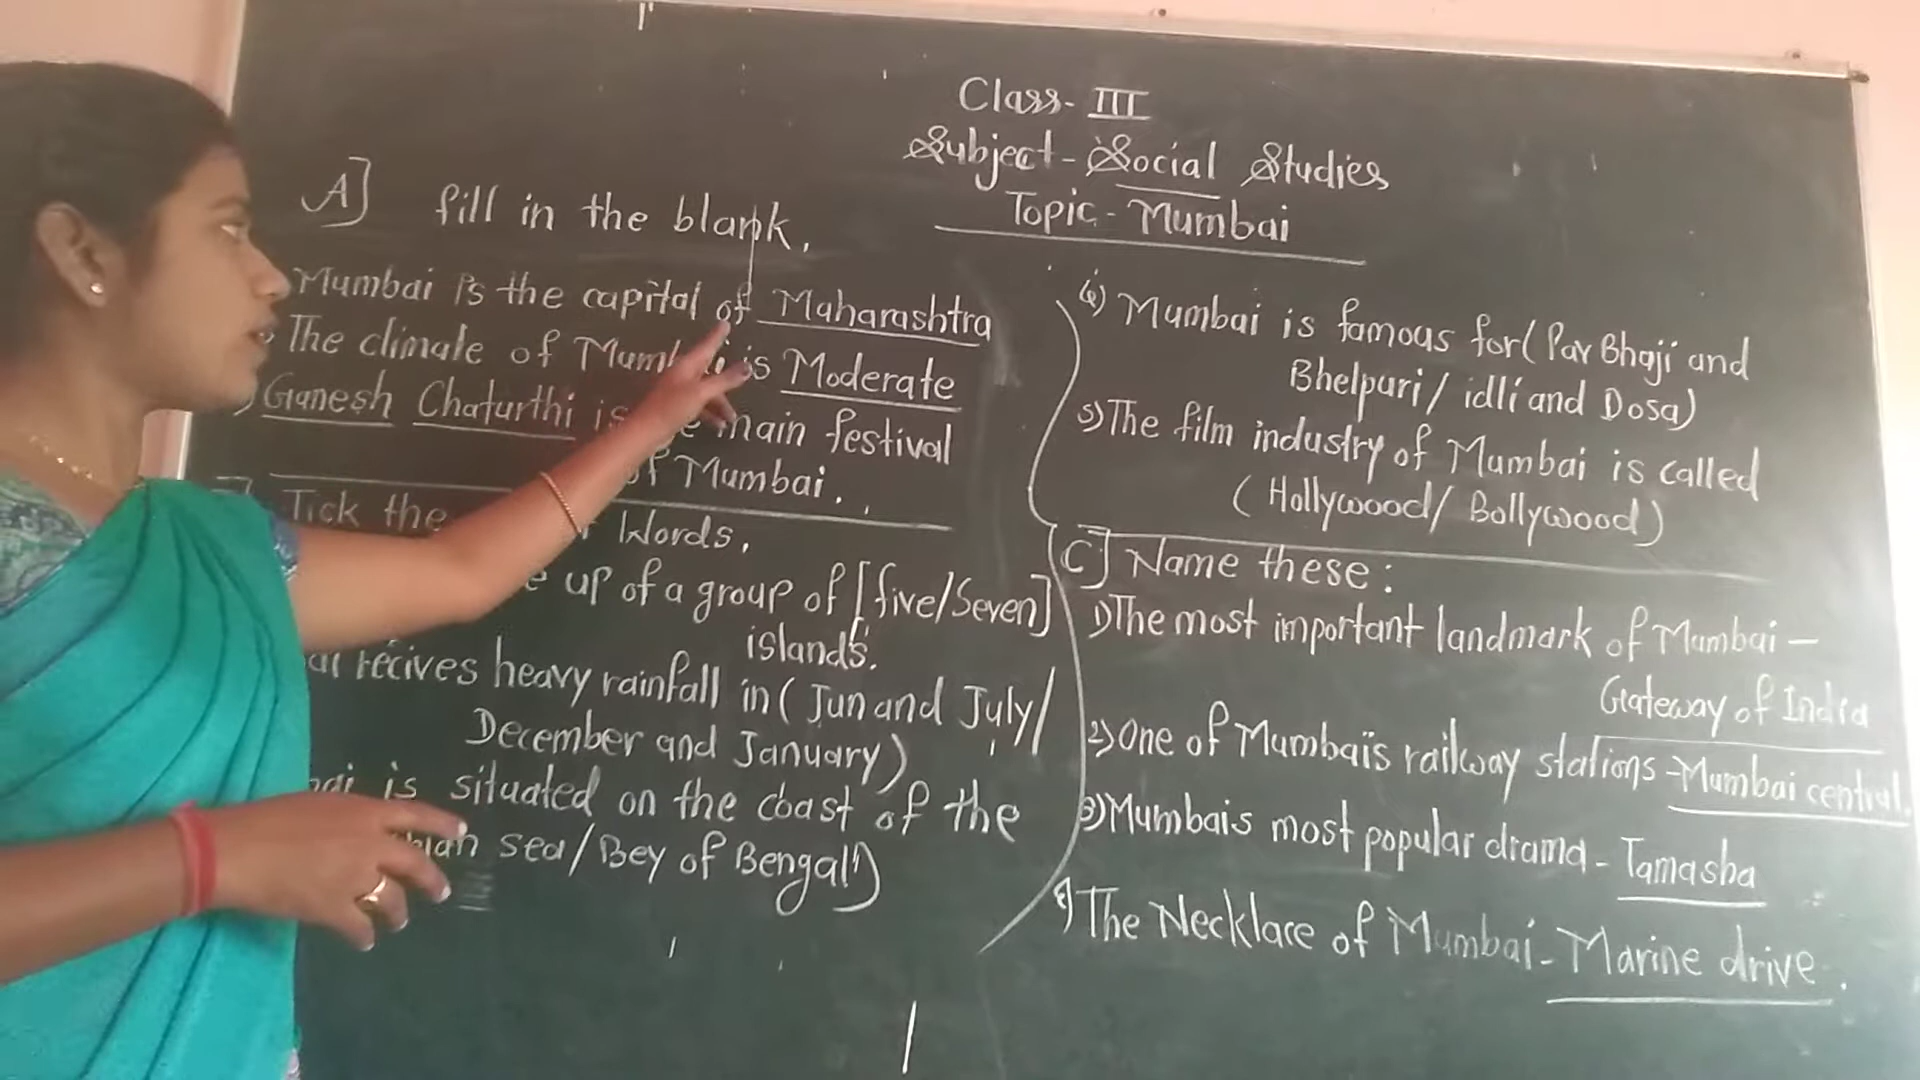 Class- III
Subject - Social Studies
Topic - Mumbai
A] fill in the blank.
Mumbai is the capital of Maharashtra
The climate of Mumbai is Moderate
Ganesh Chaturthi is main festival
of Mumbai.
Tick the Words.
up of a group of [five/Seven]
islands.
recives heavy rainfall in ( Jun and July/
December and January)
is situated on the coast of the
sea/Bey of Bengal)
4) Mumbai is famous for ( Pav Bhaji and
Bhelpuri/ idli and Dosa)
5) The film industry of Mumbai is called
( Hollywood/ Bollywood)
C] Name these:
1) The most important landmark of Mumbai -
Gateway of India
2) One of Mumbai's railway stations - Mumbai central.
3) Mumbais most popular drama - Tamasha
4) The Necklace of Mumbai - Marine drive.